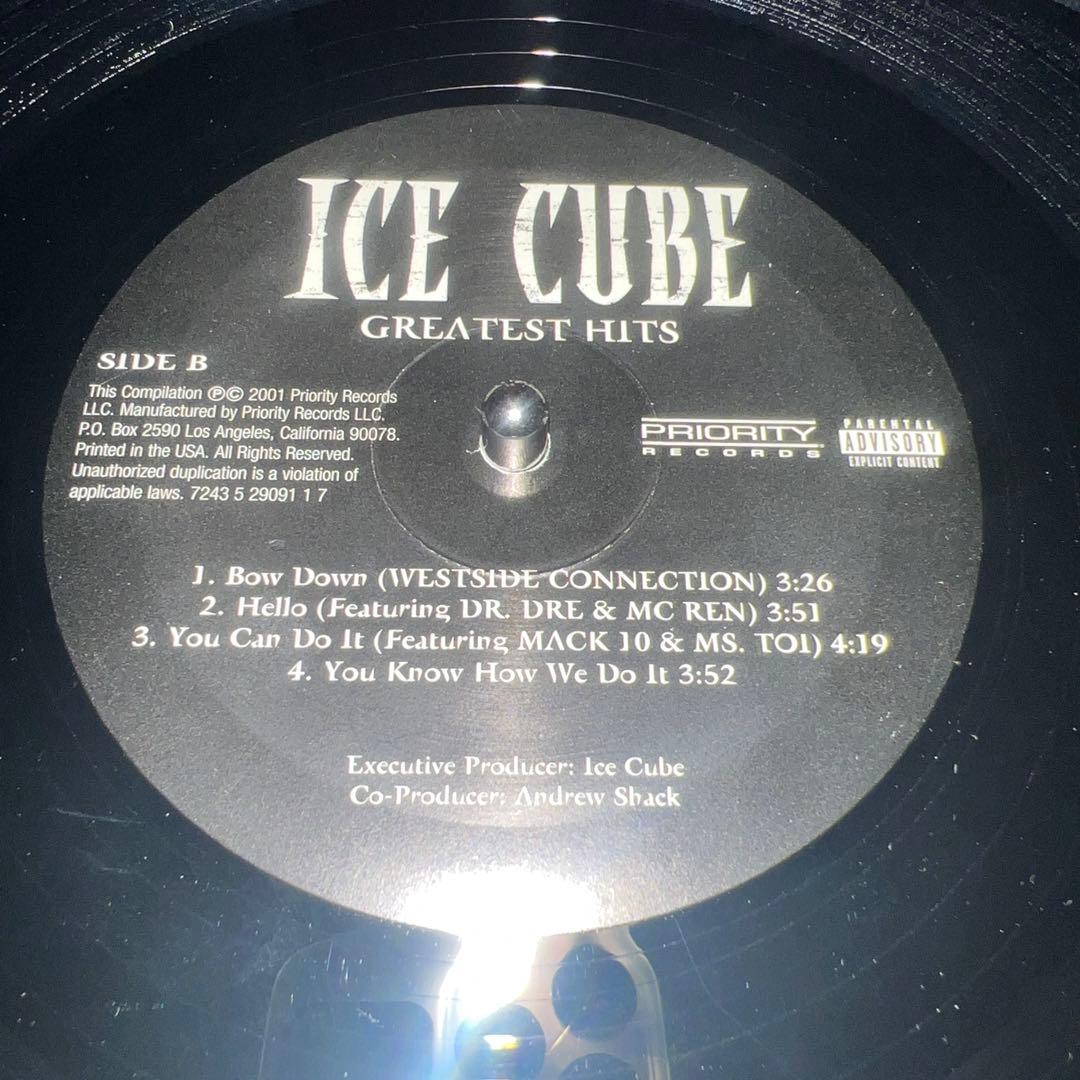 ICE CUBE
GREATEST HITS
SIDE B
This Compilation ℗© 2001 Priority Records
LLC. Manufactured by Priority Records LLC.
P.O. Box 2590 Los Angeles, California 90078.
Printed in the USA. All Rights Reserved.
Unauthorized duplication is a violation of
applicable laws. 7243 5 29091 1 7
PRIORITY
RECORDS
PARENTAL
ADVISORY
EXPLICIT CONTENT
1. Bow Down (WESTSIDE CONNECTION) 3:26
2. Hello (Featuring DR. DRE & MC REN) 3:51
3. You Can Do It (Featuring MACK 10 & MS. TOI) 4:19
4. You Know How We Do It 3:52
Executive Producer: Ice Cube
Co-Producer: Andrew Shack